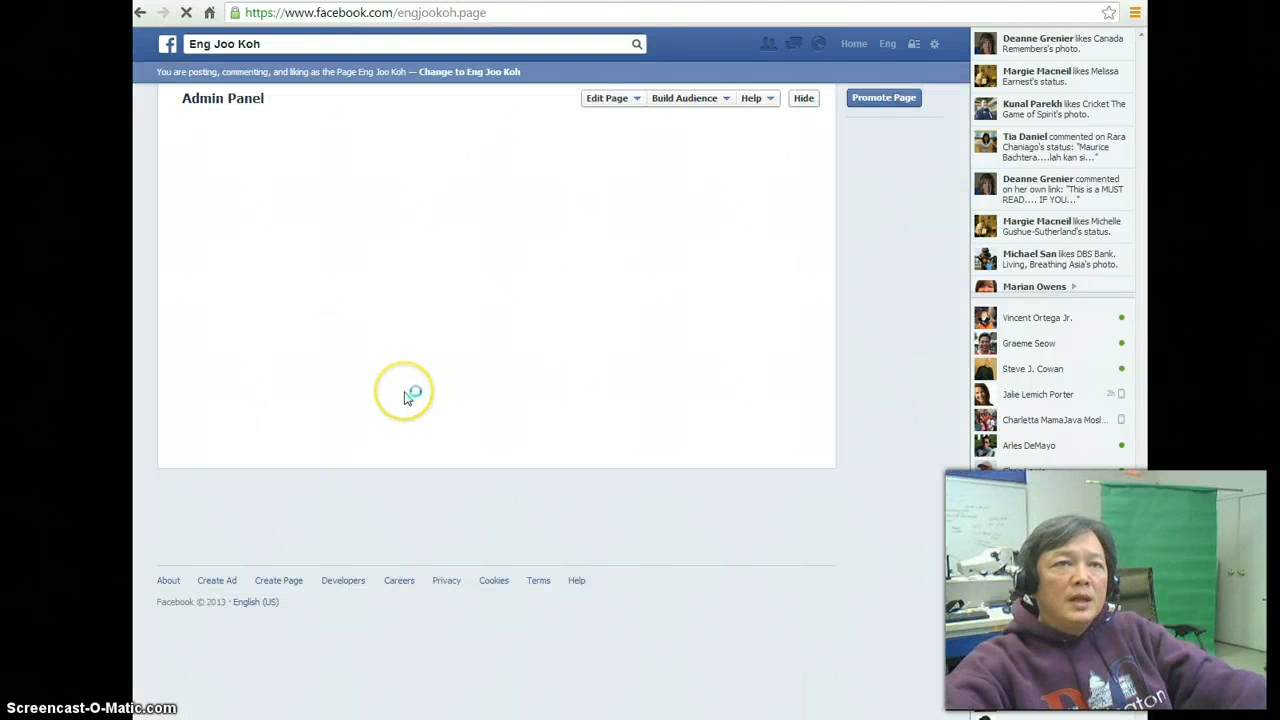 https://www.facebook.com/engjookoh.page
Eng Joo Koh
Home
Eng
You are posting, commenting, and liking as the Page Eng Joo Koh — Change to Eng Joo Koh
Admin Panel
Edit Page
Build Audience
Help
Hide
Promote Page
Deanne Grenier likes Canada
Remembers's photo.
Margie Macneil likes Melissa
Earnest's status.
Kunal Parekh likes Cricket The
Game of Spirit's photo.
Tia Daniel commented on Rara
Chaniago's status: "Maurice
Bachtera....lah kan si..."
Deanne Grenier commented
on her own link: "This is a MUST
READ.... IF YOU..."
Margie Macneil likes Michelle
Gushue-Sutherland's status.
Michael San likes DBS Bank.
Living, Breathing Asia's photo.
Marian Owens
Vincent Ortega Jr.
Graeme Seow
Steve J. Cowan
Jalie Lemich Porter 2h
Charletta MamaJava Mosl...
Arles DeMayo
About Create Ad Create Page Developers Careers Privacy Cookies Terms Help
Facebook © 2013 · English (US)
Screencast-O-Matic.com